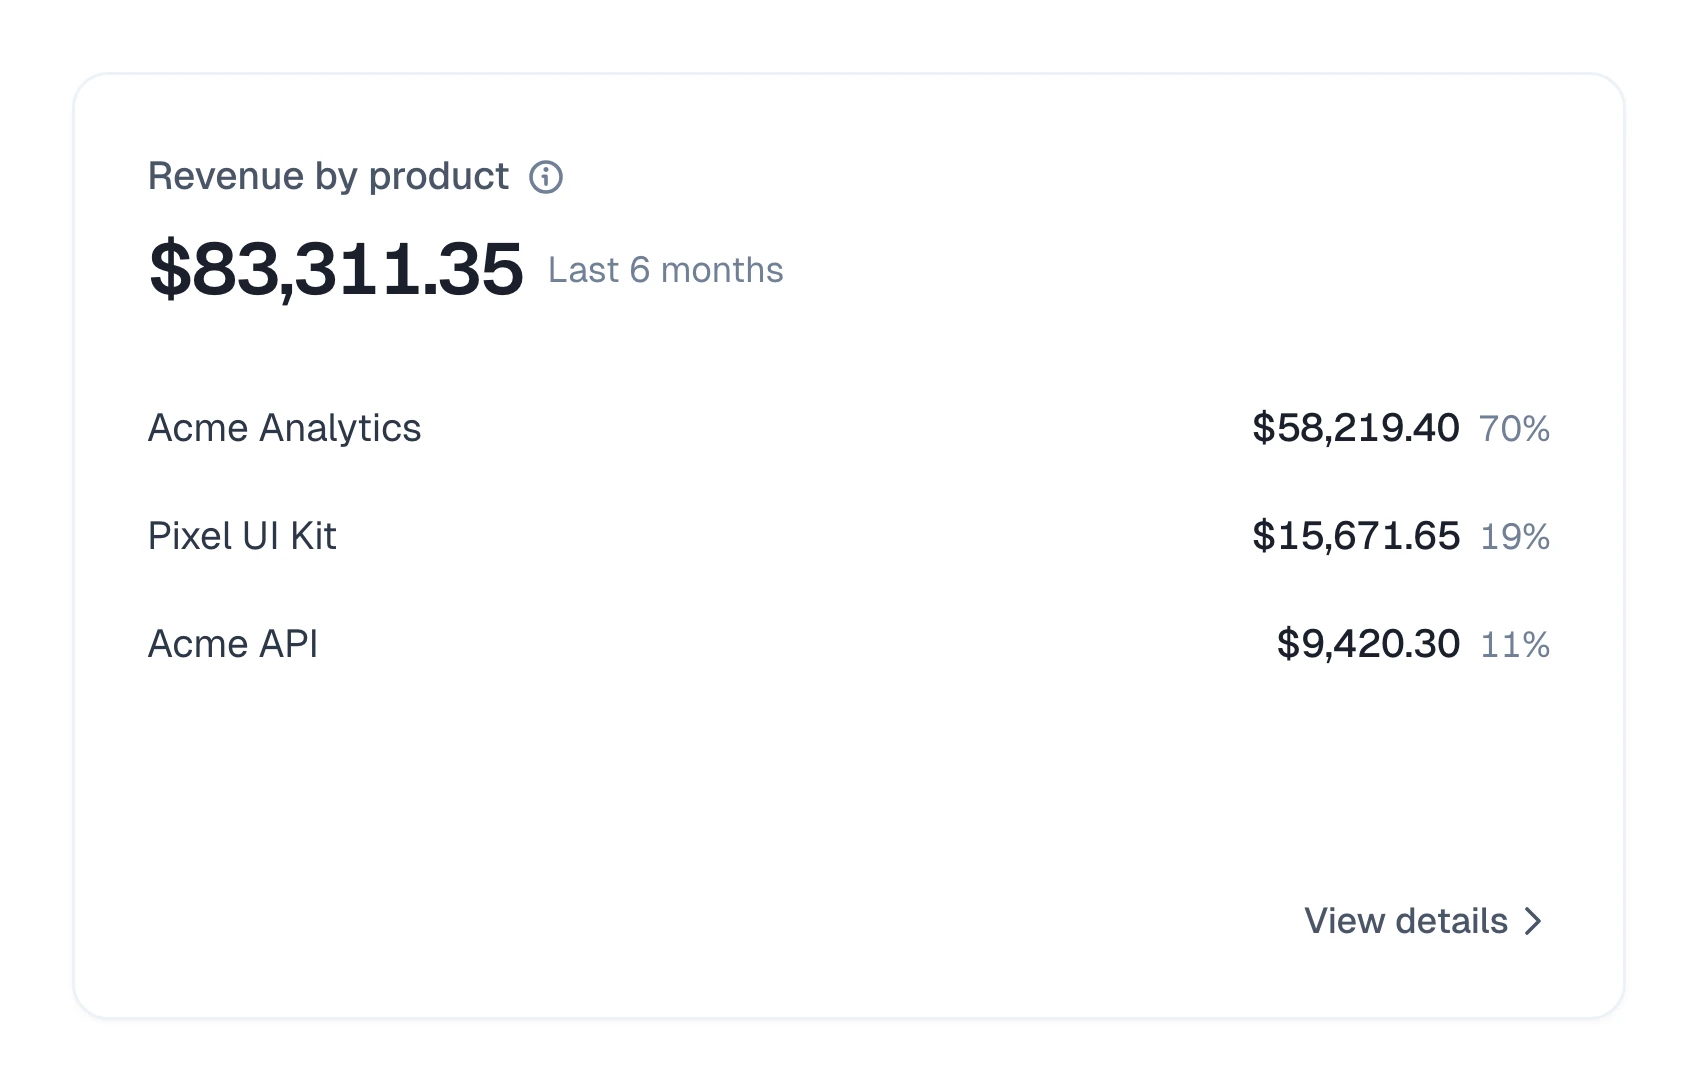 Revenue by product
$83,311.35 Last 6 months
Acme Analytics $58,219.40 70%
Pixel UI Kit $15,671.65 19%
Acme API $9,420.30 11%
View details